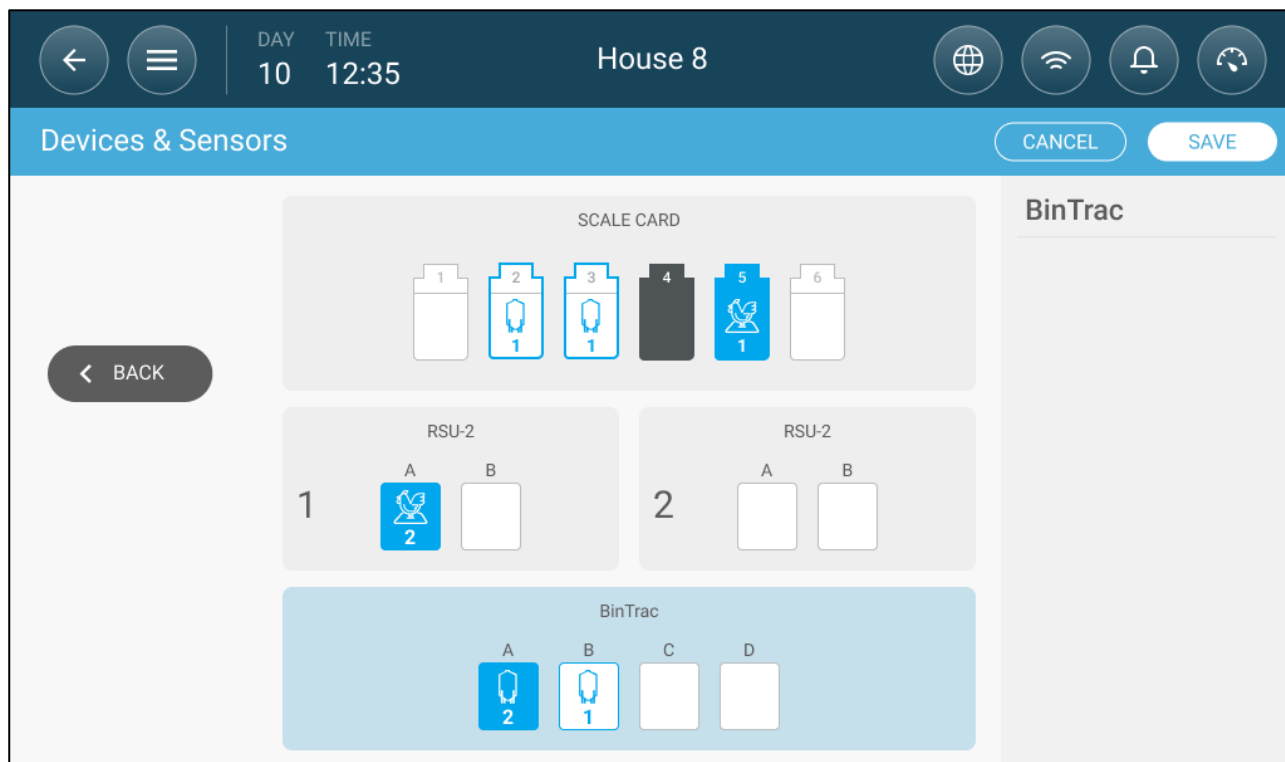 DAY TIME
10 12:35
House 8
Devices & Sensors
CANCEL
SAVE
BinTrac
SCALE CARD
1 2 3 4 5 6
1 1 1
BACK
RSU-2
A B
1
2
RSU-2
A B
2
BinTrac
A B C D
2 1